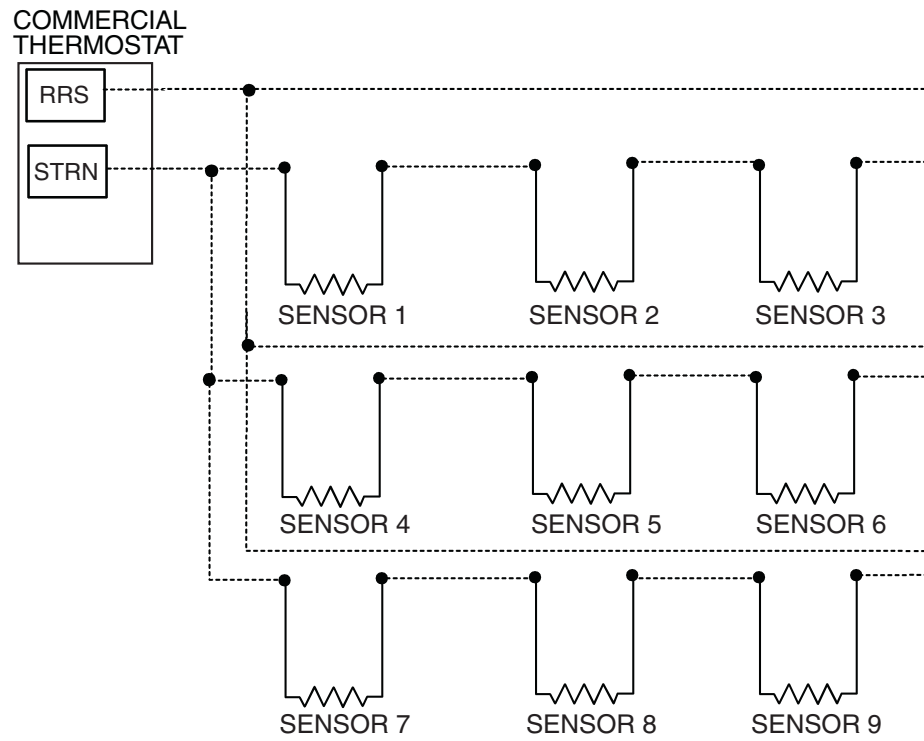 COMMERCIAL
THERMOSTAT
RRS
STRN
SENSOR 1 SENSOR 2 SENSOR 3
SENSOR 4 SENSOR 5 SENSOR 6
SENSOR 7 SENSOR 8 SENSOR 9